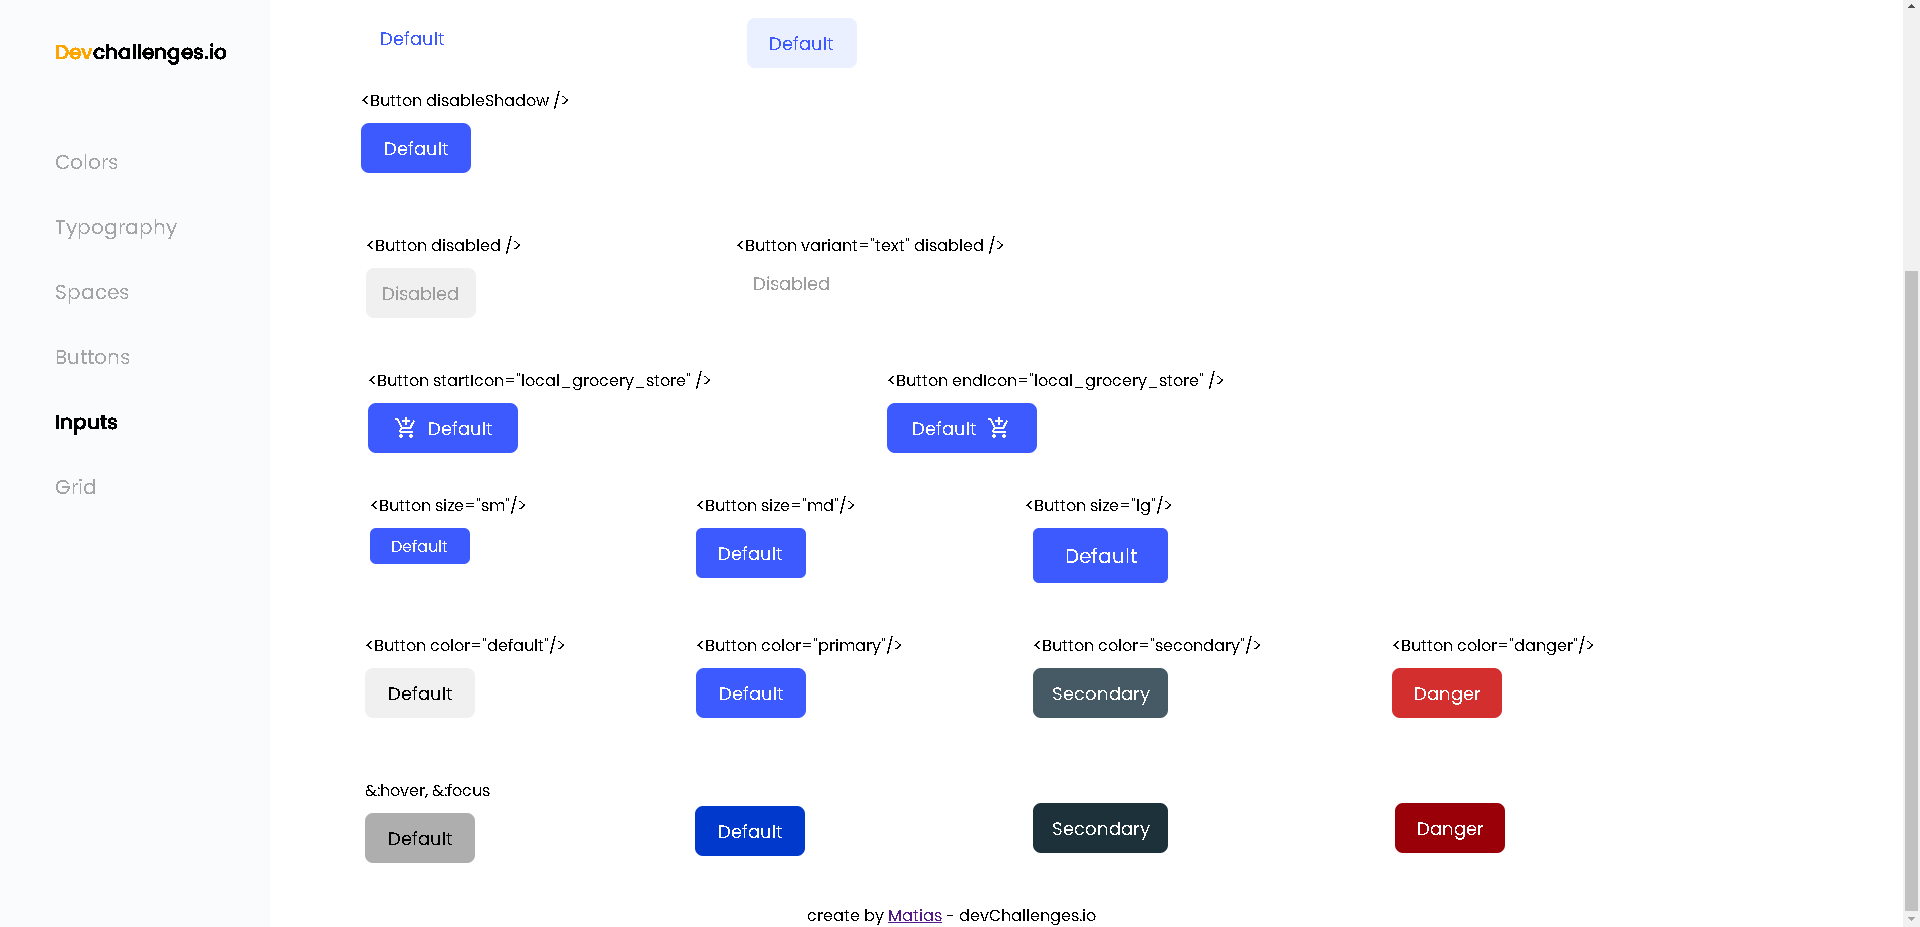 Devchallenges.io
Colors
Typography
Spaces
Buttons
Inputs
Grid
Default Default
<Button disableShadow />
Default
<Button disabled /> <Button variant="text" disabled />
Disabled Disabled
<Button startIcon="local_grocery_store" /> <Button endIcon="local_grocery_store" />
Default Default
<Button size="sm"/> <Button size="md"/> <Button size="lg"/>
Default Default Default
<Button color="default"/> <Button color="primary"/> <Button color="secondary"/> <Button color="danger"/>
Default Default Secondary Danger
&:hover, &:focus
Default Default Secondary Danger
create by Matias - devChallenges.io